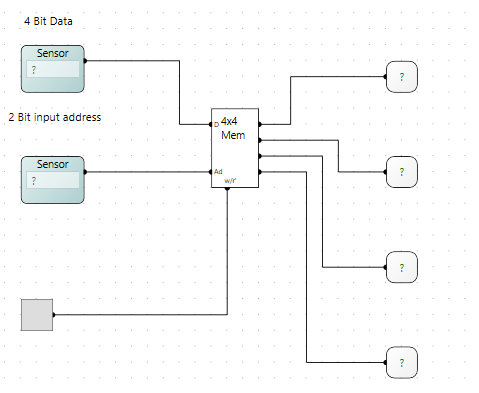 4 Bit Data
Sensor
?
?
2 Bit input address
D 4x4
Mem
Sensor
?
Ad
w/r'
?
?
?